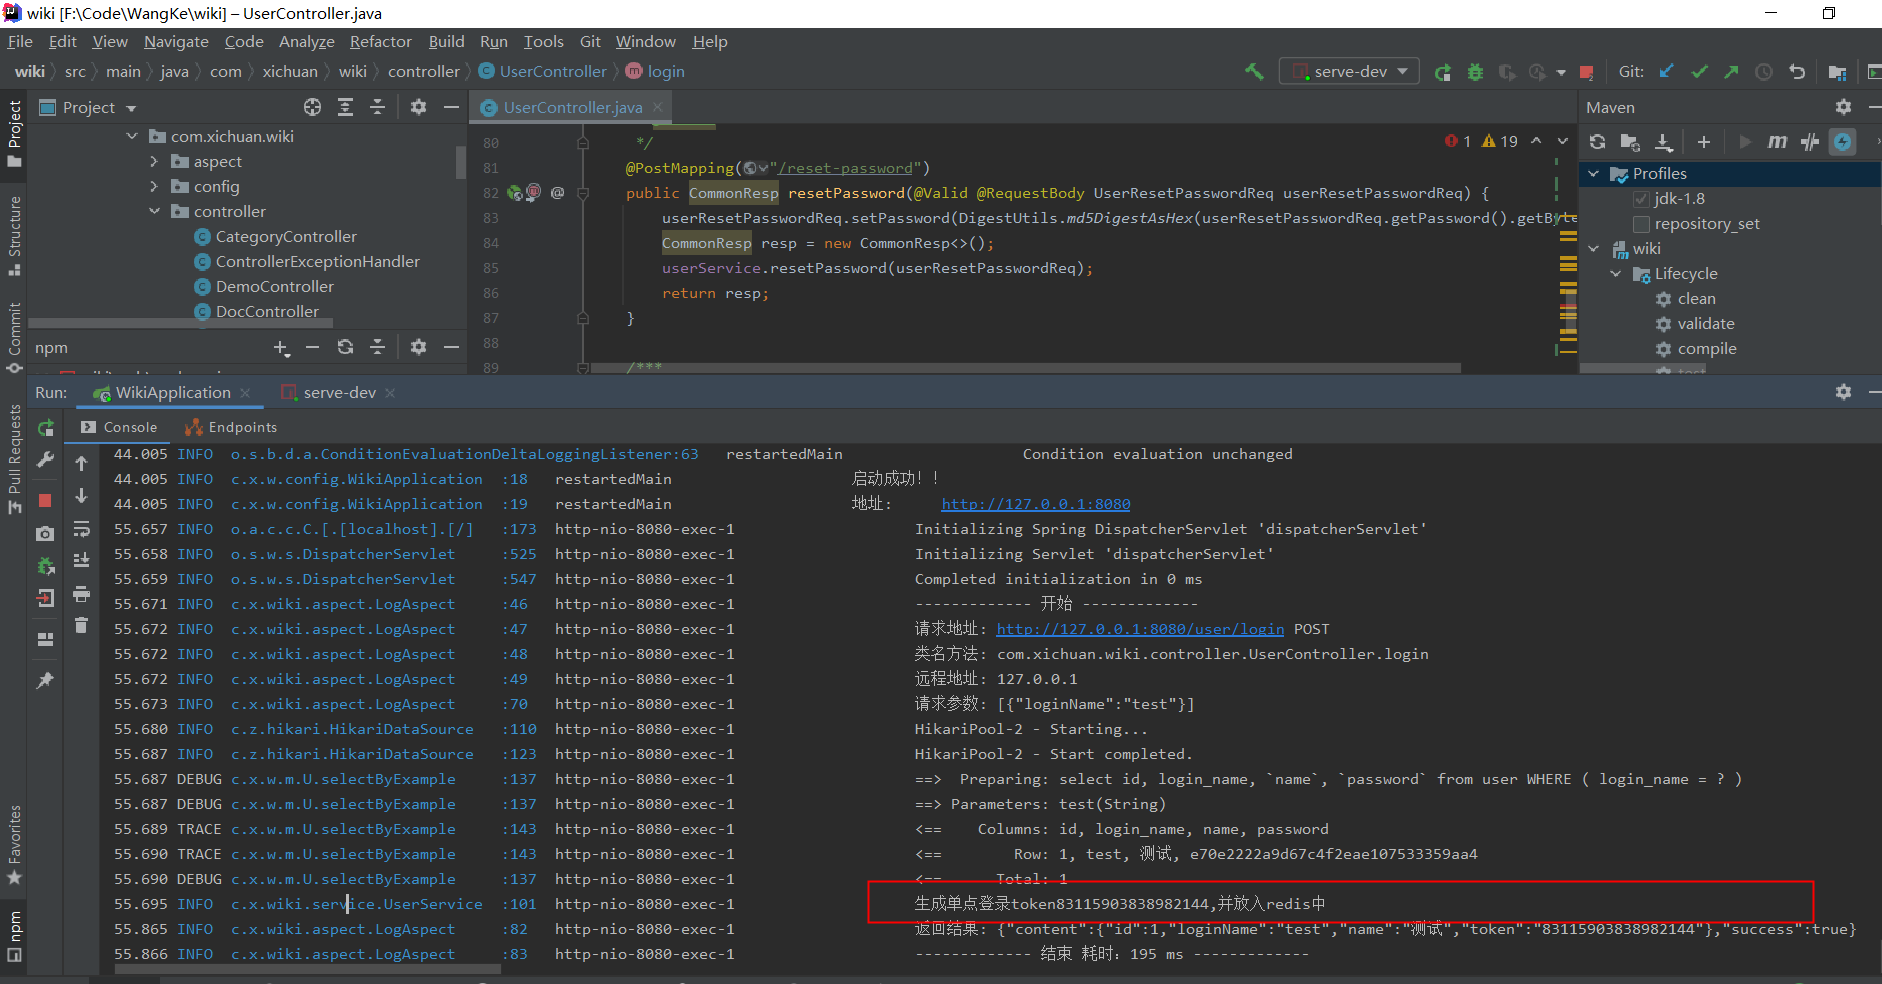 wiki [F:\Code\WangKe\wiki] – UserController.java
File Edit View Navigate Code Analyze Refactor Build Run Tools Git Window Help
wiki src main java com xichuan wiki controller UserController login
serve-dev
Git:
Project
Structure
Commit
Pull Requests
Favorites
npm
Project
com.xichuan.wiki
aspect
config
controller
CategoryController
ControllerExceptionHandler
DemoController
DocController
npm
UserController.java
1 19
80 */
81 @PostMapping("/reset-password")
82 public CommonResp resetPassword(@Valid @RequestBody UserResetPasswordReq userResetPasswordReq) {
83 userResetPasswordReq.setPassword(DigestUtils.md5DigestAsHex(userResetPasswordReq.getPassword().getByte
84 CommonResp resp = new CommonResp<>();
85 userService.resetPassword(userResetPasswordReq);
86 return resp;
87 }
88
89 /***
Maven
Profiles
jdk-1.8
repository_set
wiki
Lifecycle
clean
validate
compile
test
Run: WikiApplication serve-dev
Console Endpoints
44.005 INFO o.s.b.d.a.ConditionEvaluationDeltaLoggingListener:63 restartedMain Condition evaluation unchanged
44.005 INFO c.x.w.config.WikiApplication :18 restartedMain 启动成功！！
44.005 INFO c.x.w.config.WikiApplication :19 restartedMain 地址: http://127.0.0.1:8080
55.657 INFO o.a.c.c.C.[.[localhost].[/] :173 http-nio-8080-exec-1 Initializing Spring DispatcherServlet 'dispatcherServlet'
55.658 INFO o.s.w.s.DispatcherServlet :525 http-nio-8080-exec-1 Initializing Servlet 'dispatcherServlet'
55.659 INFO o.s.w.s.DispatcherServlet :547 http-nio-8080-exec-1 Completed initialization in 0 ms
55.671 INFO c.x.wiki.aspect.LogAspect :46 http-nio-8080-exec-1 ------------- 开始 -------------
55.672 INFO c.x.wiki.aspect.LogAspect :47 http-nio-8080-exec-1 请求地址: http://127.0.0.1:8080/user/login POST
55.672 INFO c.x.wiki.aspect.LogAspect :48 http-nio-8080-exec-1 类名方法: com.xichuan.wiki.controller.UserController.login
55.672 INFO c.x.wiki.aspect.LogAspect :49 http-nio-8080-exec-1 远程地址: 127.0.0.1
55.673 INFO c.x.wiki.aspect.LogAspect :70 http-nio-8080-exec-1 请求参数: [{"loginName":"test"}]
55.680 INFO c.z.hikari.HikariDataSource :110 http-nio-8080-exec-1 HikariPool-2 - Starting...
55.687 INFO c.z.hikari.HikariDataSource :123 http-nio-8080-exec-1 HikariPool-2 - Start completed.
55.687 DEBUG c.x.w.m.U.selectByExample :137 http-nio-8080-exec-1 ==> Preparing: select id, login_name, `name`, `password` from user WHERE ( login_name = ? )
55.687 DEBUG c.x.w.m.U.selectByExample :137 http-nio-8080-exec-1 ==> Parameters: test(String)
55.689 TRACE c.x.w.m.U.selectByExample :143 http-nio-8080-exec-1 <== Columns: id, login_name, name, password
55.690 TRACE c.x.w.m.U.selectByExample :143 http-nio-8080-exec-1 <== Row: 1, test, 测试, e70e2222a9d67c4f2eae107533359aa4
55.690 DEBUG c.x.w.m.U.selectByExample :137 http-nio-8080-exec-1 <== Total: 1
55.695 INFO c.x.wiki.service.UserService :101 http-nio-8080-exec-1 生成单点登录token83115903838982144,并放入redis中
55.865 INFO c.x.wiki.aspect.LogAspect :82 http-nio-8080-exec-1 返回结果: {"content":{"id":1,"loginName":"test","name":"测试","token":"83115903838982144"},"success":true}
55.866 INFO c.x.wiki.aspect.LogAspect :83 http-nio-8080-exec-1 ------------- 结束 耗时：195 ms -------------